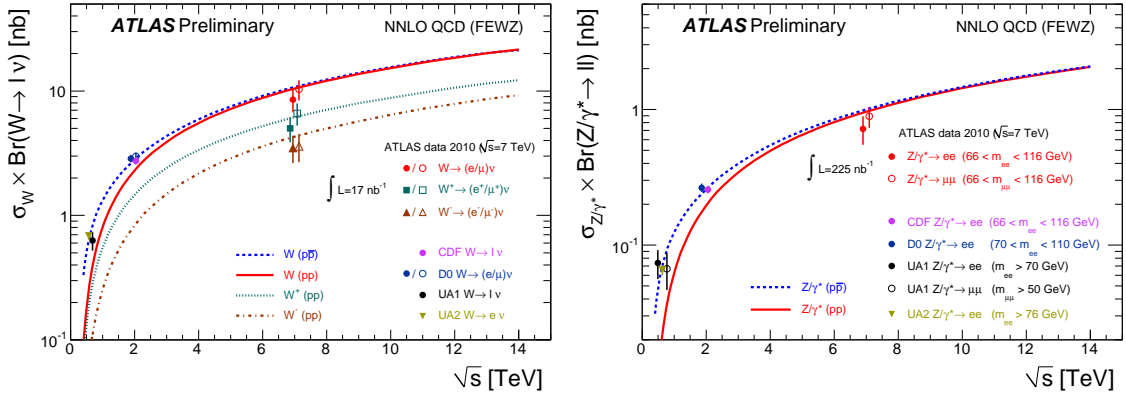 ATLAS Preliminary NNLO QCD (FEWZ)
σ_W × Br(W→ l ν) [nb]
10
1
10⁻¹
ATLAS data 2010 (√s=7 TeV)
∫ L=17 nb⁻¹
/ W→ (e/μ)ν
/ W⁺→ (e⁺/μ⁺)ν
/ W⁻→ (e⁻/μ⁻)ν
W (pp̅)
W (pp)
W⁺ (pp)
W⁻ (pp)
CDF W→ l ν
/ D0 W→ (e/μ)ν
UA1 W→ l ν
UA2 W→ e ν
0 2 4 6 8 10 12 14
√s [TeV]
ATLAS Preliminary NNLO QCD (FEWZ)
σ_Z/γ* × Br(Z/γ*→ ll) [nb]
1
10⁻¹
ATLAS data 2010 (√s=7 TeV)
∫ L=225 nb⁻¹
Z/γ*→ ee (66 < m_ee < 116 GeV)
Z/γ*→ μμ (66 < m_μμ < 116 GeV)
CDF Z/γ*→ ee (66 < m_ee < 116 GeV)
D0 Z/γ*→ ee (70 < m_ee < 110 GeV)
UA1 Z/γ*→ ee (m_ee > 70 GeV)
UA1 Z/γ*→ μμ (m_μμ > 50 GeV)
UA2 Z/γ*→ ee (m_ee > 76 GeV)
Z/γ* (pp̅)
Z/γ* (pp)
0 2 4 6 8 10 12 14
√s [TeV]